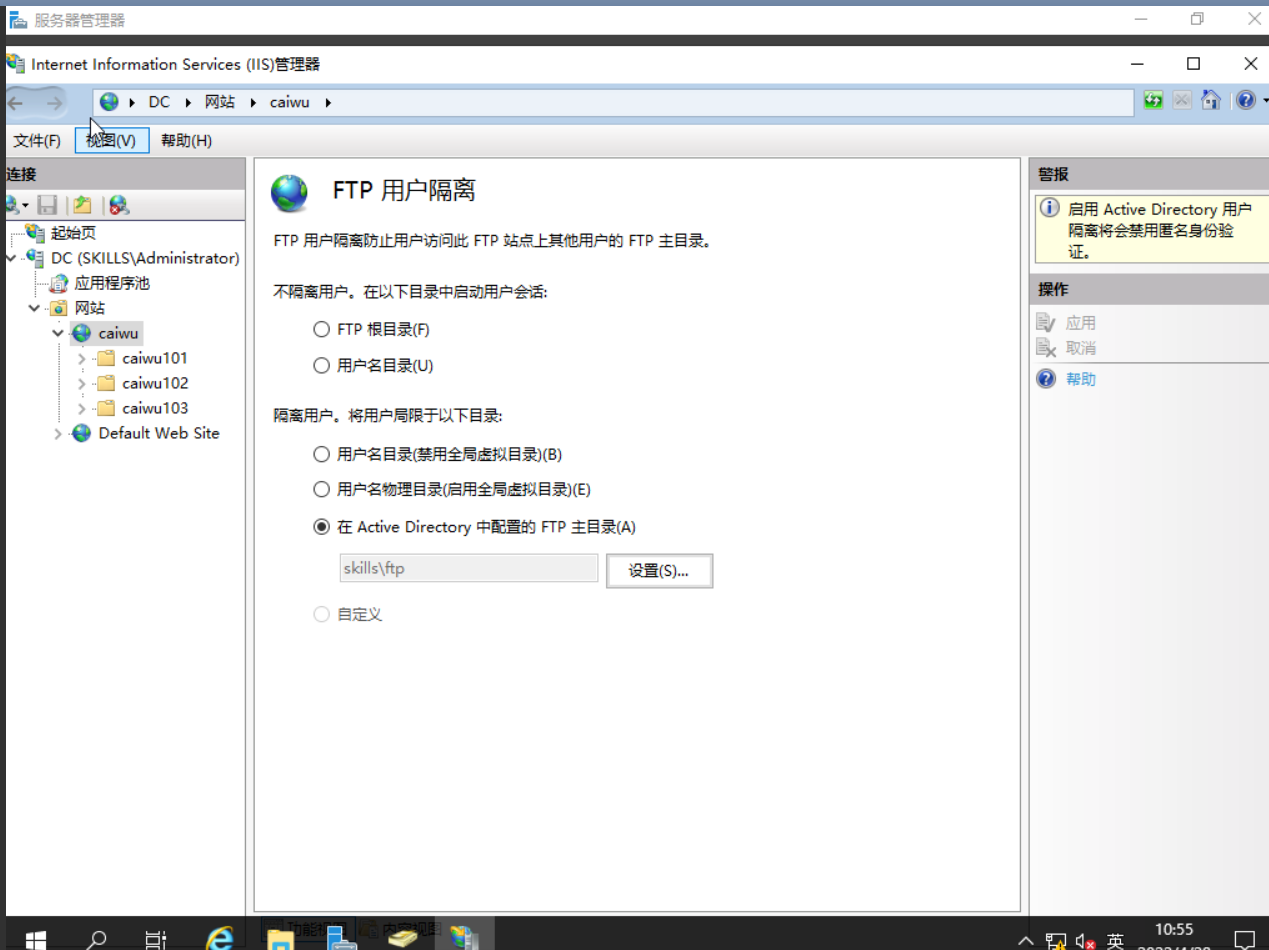 服务器管理器
Internet Information Services (IIS)管理器
DC 网站 caiwu
文件(F) 视图(V) 帮助(H)
连接
起始页
DC (SKILLS\Administrator)
应用程序池
网站
caiwu
caiwu101
caiwu102
caiwu103
Default Web Site
FTP 用户隔离
FTP 用户隔离防止用户访问此 FTP 站点上其他用户的 FTP 主目录。
不隔离用户。在以下目录中启动用户会话:
FTP 根目录(F)
用户名目录(U)
隔离用户。将用户局限于以下目录:
用户名目录(禁用全局虚拟目录)(B)
用户名物理目录(启用全局虚拟目录)(E)
在 Active Directory 中配置的 FTP 主目录(A)
skills\ftp
设置(S)...
自定义
警报
启用 Active Directory 用户
隔离将会禁用匿名身份验
证。
操作
应用
取消
帮助
功能视图 内容视图
英
10:55